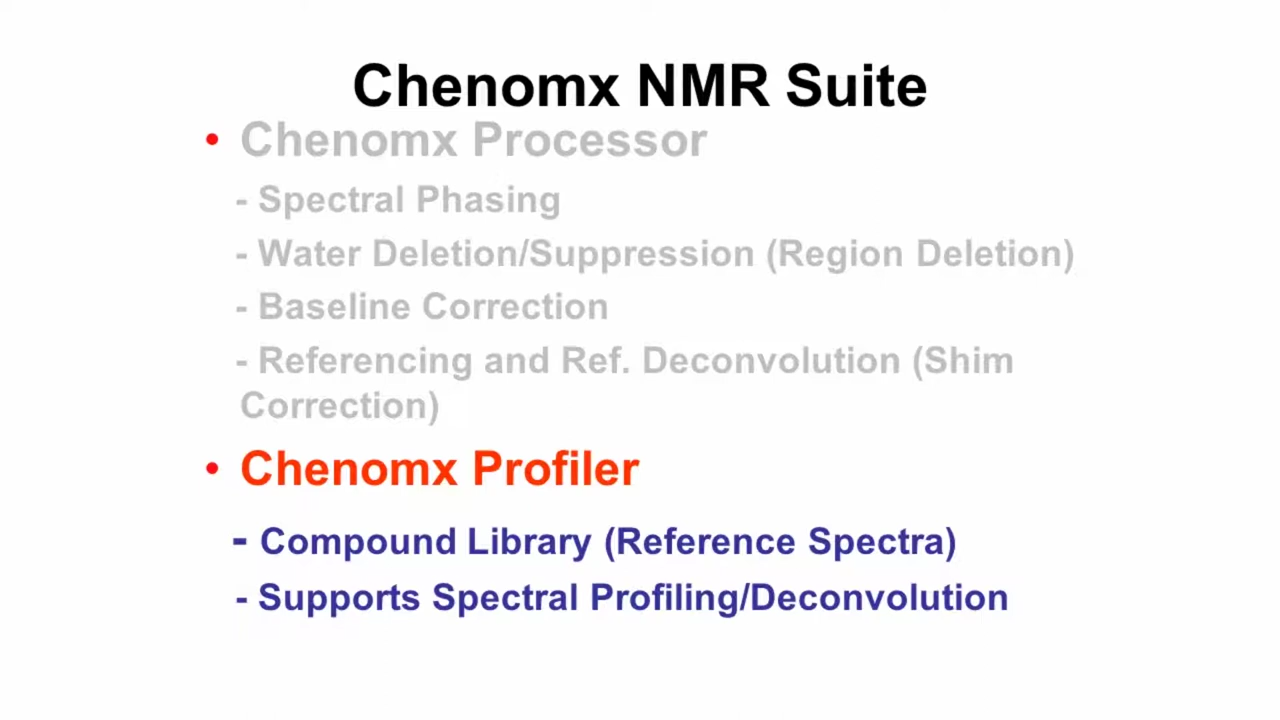 Chenomx NMR Suite
• Chenomx Processor
- Spectral Phasing
- Water Deletion/Suppression (Region Deletion)
- Baseline Correction
- Referencing and Ref. Deconvolution (Shim
Correction)
• Chenomx Profiler
- Compound Library (Reference Spectra)
- Supports Spectral Profiling/Deconvolution